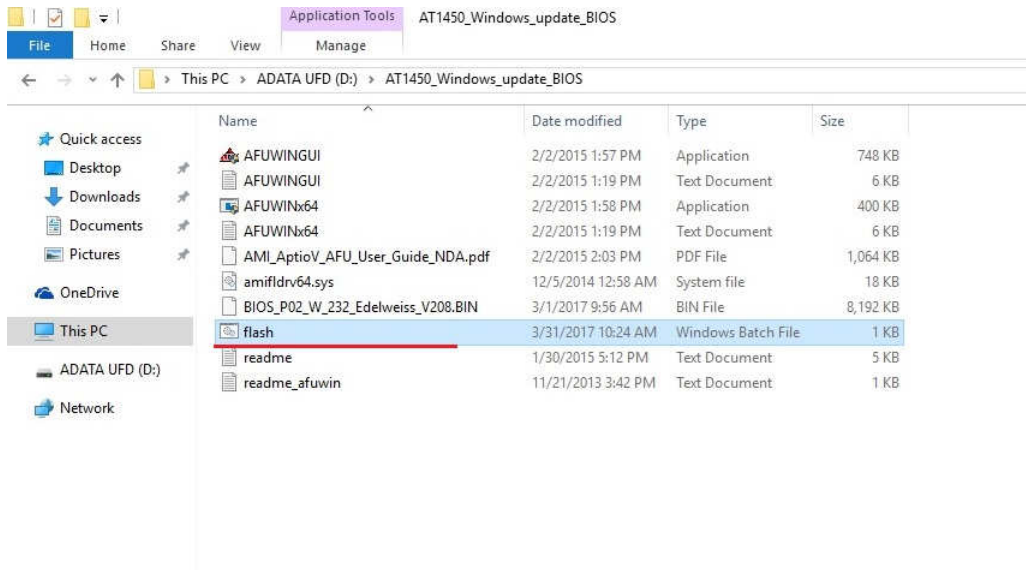 Application Tools AT1450_Windows_update_BIOS
File Home Share View Manage
This PC > ADATA UFD (D:) > AT1450_Windows_update_BIOS
Name Date modified Type Size
Quick access
Desktop
Downloads
Documents
Pictures
OneDrive
This PC
ADATA UFD (D:)
Network
AFUWINGUI 2/2/2015 1:57 PM Application 748 KB
AFUWINGUI 2/2/2015 1:19 PM Text Document 6 KB
AFUWINx64 2/2/2015 1:58 PM Application 400 KB
AFUWINx64 2/2/2015 1:19 PM Text Document 6 KB
AMI_AptioV_AFU_User_Guide_NDA.pdf 2/2/2015 2:03 PM PDF File 1,064 KB
amifldrv64.sys 12/5/2014 12:58 AM System file 18 KB
BIOS_P02_W_232_Edelweiss_V208.BIN 3/1/2017 9:56 AM BIN File 8,192 KB
flash 3/31/2017 10:24 AM Windows Batch File 1 KB
readme 1/30/2015 5:12 PM Text Document 5 KB
readme_afuwin 11/21/2013 3:42 PM Text Document 1 KB